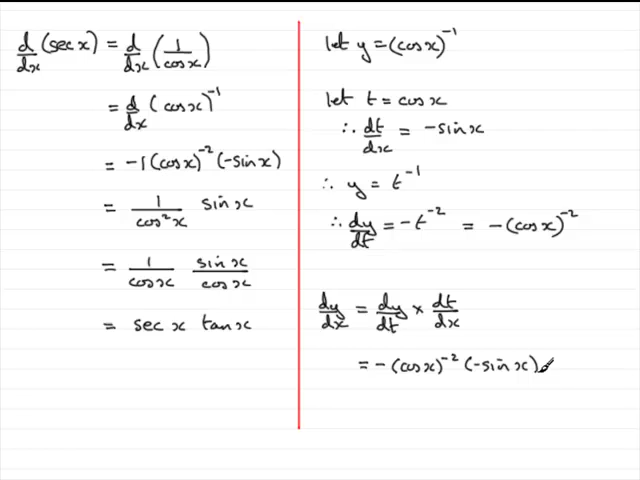 d/dx (sec x) = d/dx (1/cos x)
= d/dx (cos x)⁻¹
= -1(cos x)⁻² (-sin x)
= 1/cos²x sin x
= 1/cos x sin x/cos x
= sec x tan x
let y = (cos x)⁻¹
let t = cos x
∴ dt/dx = -sin x
∴ y = t⁻¹
∴ dy/dt = -t⁻² = -(cos x)⁻²
dy/dx = dy/dt × dt/dx
= -(cos x)⁻² (-sin x)